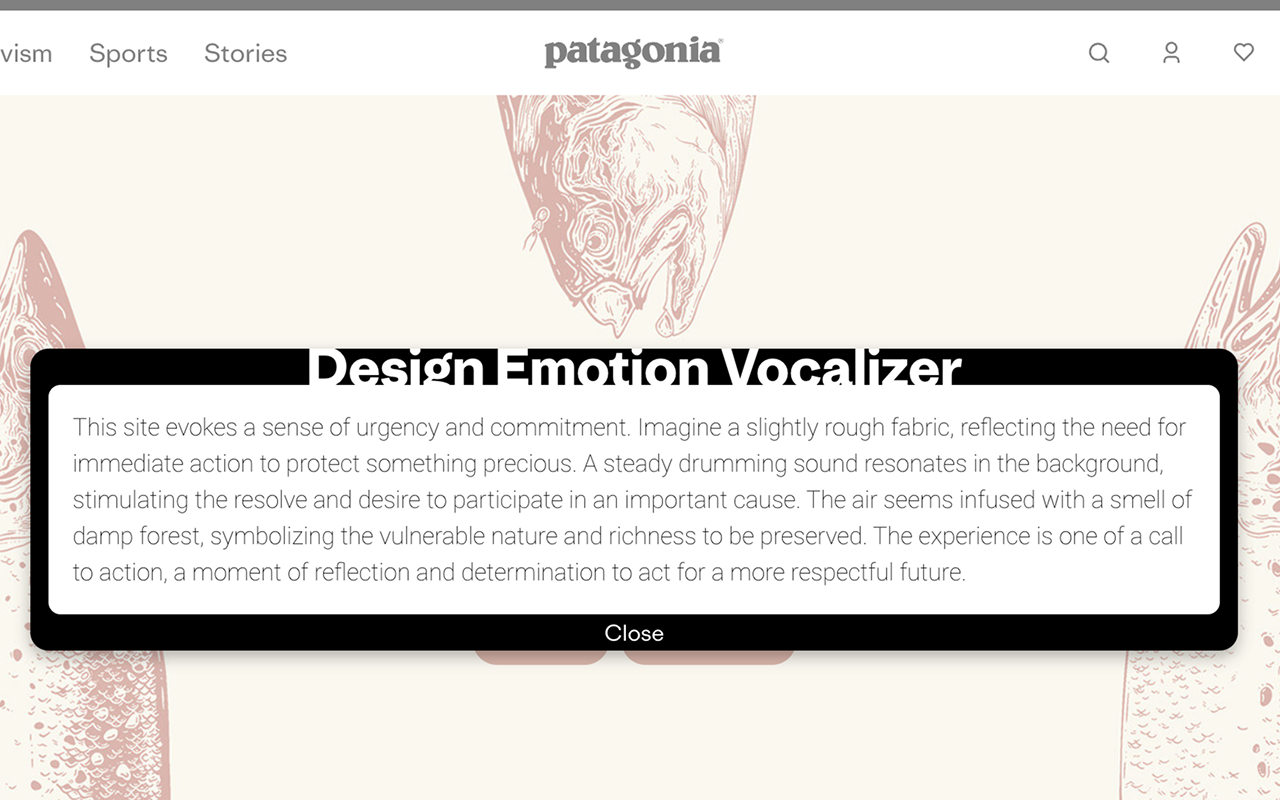 vism Sports Stories patagonia®
Design Emotion Vocalizer
This site evokes a sense of urgency and commitment. Imagine a slightly rough fabric, reflecting the need for
immediate action to protect something precious. A steady drumming sound resonates in the background,
stimulating the resolve and desire to participate in an important cause. The air seems infused with a smell of
damp forest, symbolizing the vulnerable nature and richness to be preserved. The experience is one of a call
to action, a moment of reflection and determination to act for a more respectful future.
Close